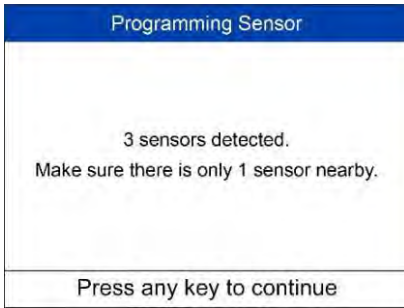 Programming Sensor
3 sensors detected.
Make sure there is only 1 sensor nearby.
Press any key to continue